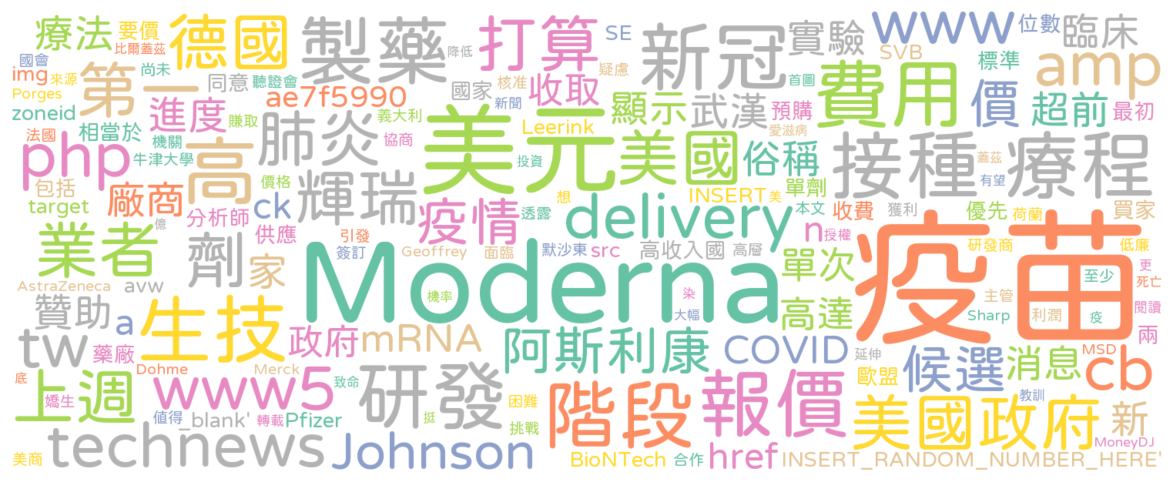 療法 要價 德國 製藥 打算 SE 新冠 實驗 www 位數 臨床
國會 比爾蓋茲 降低 疑慮 SVB 標準
img 來源 尚未 第一 同意 聽證會 國家 核准 收取 首圖 費用 價 超前 amp
Porges ae7f5990 新聞 顯示 武漢 預購 最初
zoneid 進度 賺取 義大利 Leerink 愛滋病
法國 相當於 機關 肺炎 協商 美元 美國 俗稱 接種 療程
php 牛津大學 高 投資 蓋茲
包括 廠商 價格 輝瑞 想 INSERT 美 單劑 有望
target 分析師 ck 疫情 透露 delivery 本文 收費 獲利 優先 荷蘭 買家
業者 億 供應 引發 n 授權
劑 家 簽訂 Geoffrey 面臨 默沙東 src 高收入國 高層 單次 疫苗 研發商 低廉
AstraZeneca avw Moderna 機率 染 主管 至少 更 死亡
贊助 a 生技 大幅 高達 Sharp 利潤 疫 閱讀
tw 藥廠 政府 mRNA 阿斯利康 COVID 延伸 歐盟 候選 消息 MSD 兩
底 上週 Dohme Merck 致命 教訓 cb
嬌生 www5 研發 困難 階段 報價 美國政府 新
值得 _blank' 轉載 Pfizer 挺 挑戰
美商 technews Johnson BioNTech 合作 href INSERT_RANDOM_NUMBER_HERE' MoneyDJ